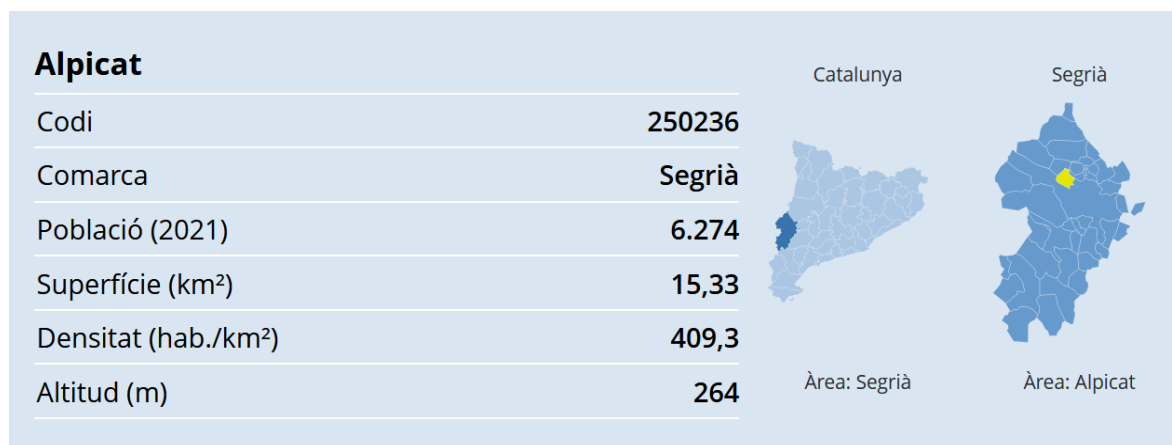 Alpicat
Codi 250236
Comarca Segrià
Població (2021) 6.274
Superfície (km²) 15,33
Densitat (hab./km²) 409,3
Altitud (m) 264
Catalunya
Àrea: Segrià
Segrià
Àrea: Alpicat